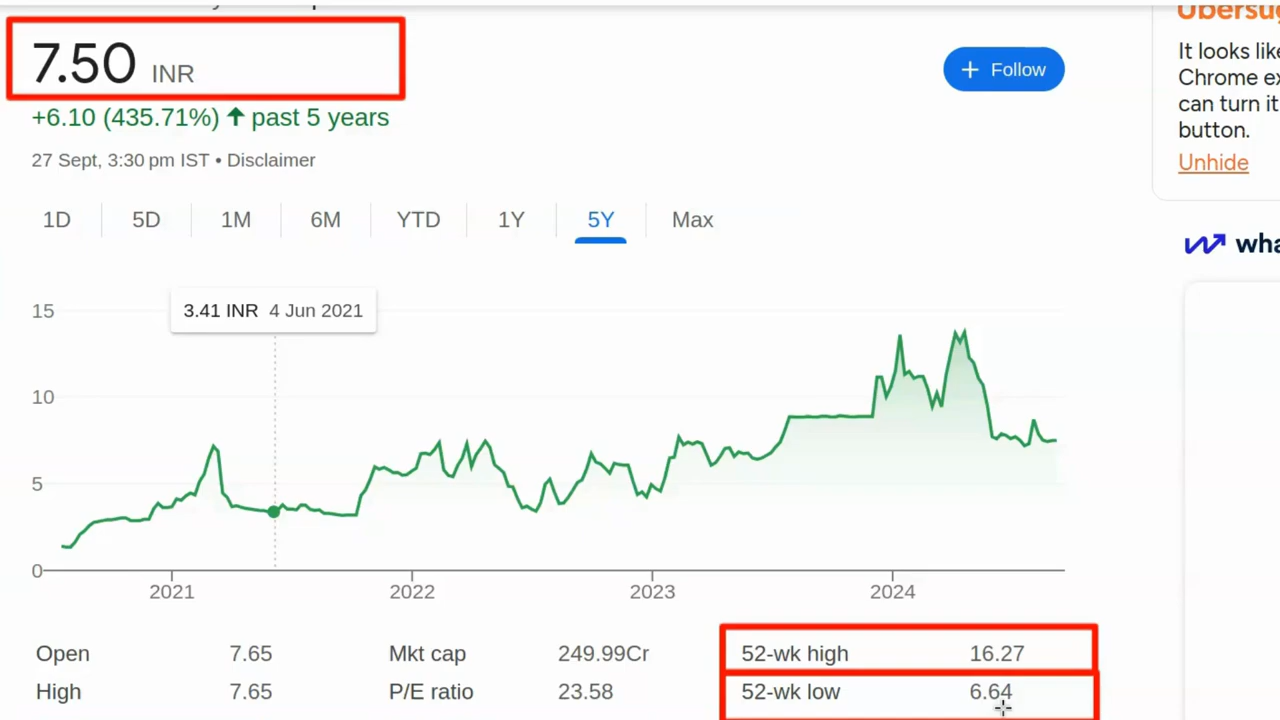 7.50 INR
+6.10 (435.71%) ↑ past 5 years
27 Sept, 3:30 pm IST • Disclaimer
+ Follow
1D 5D 1M 6M YTD 1Y 5Y Max
3.41 INR 4 Jun 2021
15
10
5
0
2021 2022 2023 2024
Open 7.65 Mkt cap 249.99Cr 52-wk high 16.27
High 7.65 P/E ratio 23.58 52-wk low 6.64
It looks like
Chrome ex
can turn it
button.
Unhide
wha